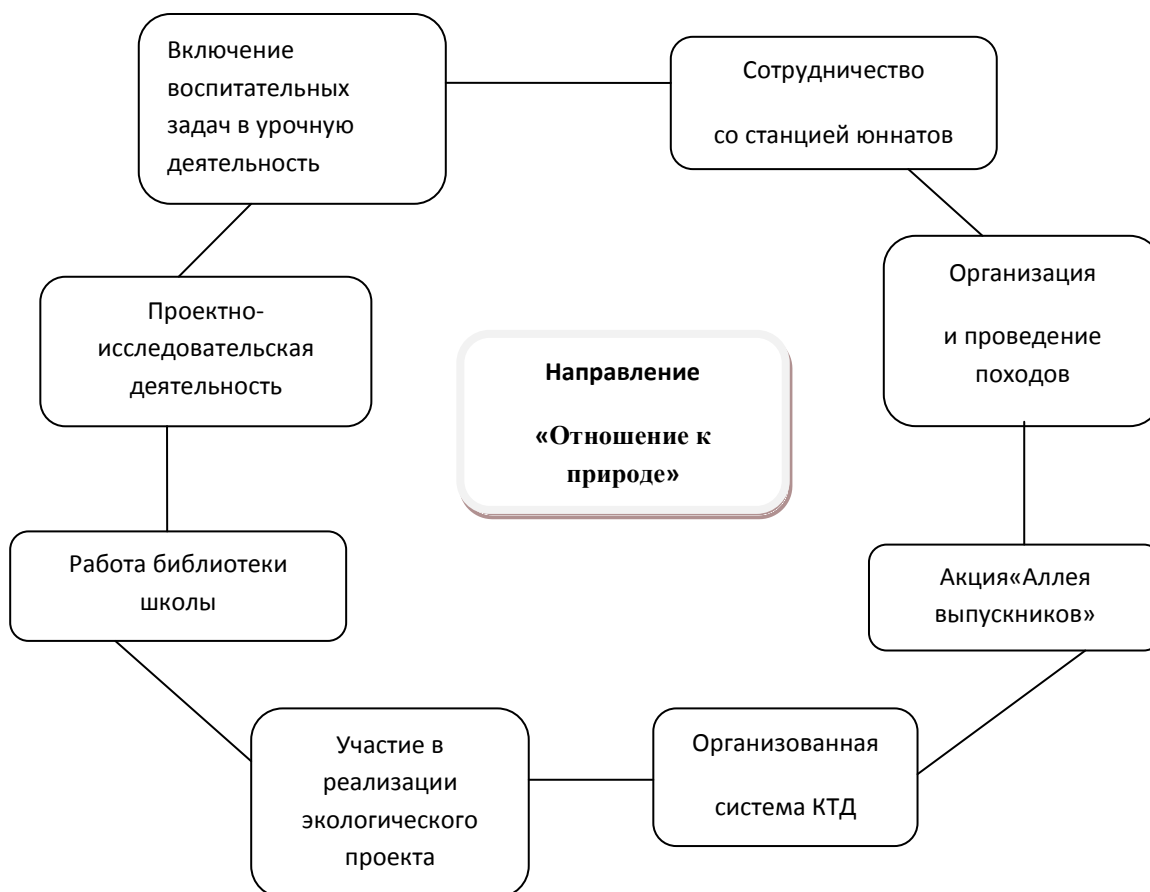 Включение
воспитательных
задач в урочную
деятельность
Сотрудничество
со станцией юннатов
Организация
и проведение
походов
Проектно-
исследовательская
деятельность
Направление
«Отношение к
природе»
Работа библиотеки
школы
Акция«Аллея
выпускников»
Участие в
реализации
экологического
проекта
Организованная
система КТД